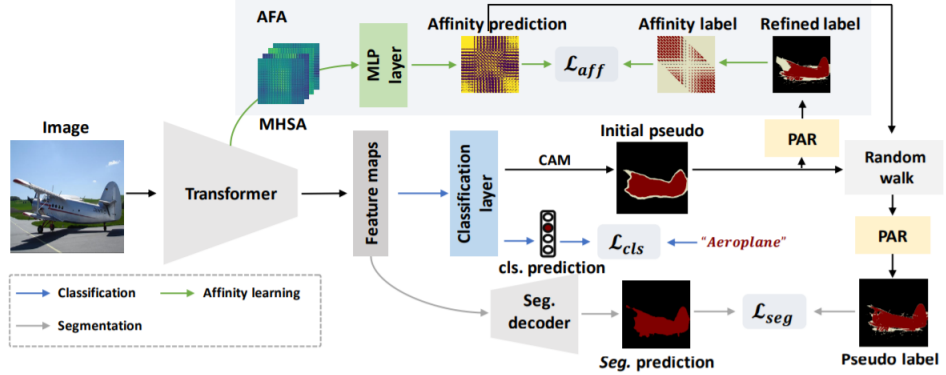 AFA
Affinity prediction
Affinity label
Refined label
MLP
layer
ℒaff
MHSA
Image
Initial pseudo
PAR
Transformer
Feature maps
Classification
layer
CAM
Random
walk
ℒcls
"Aeroplane"
PAR
cls. prediction
Classification
Affinity learning
Segmentation
Seg.
decoder
ℒseg
Seg. prediction
Pseudo label